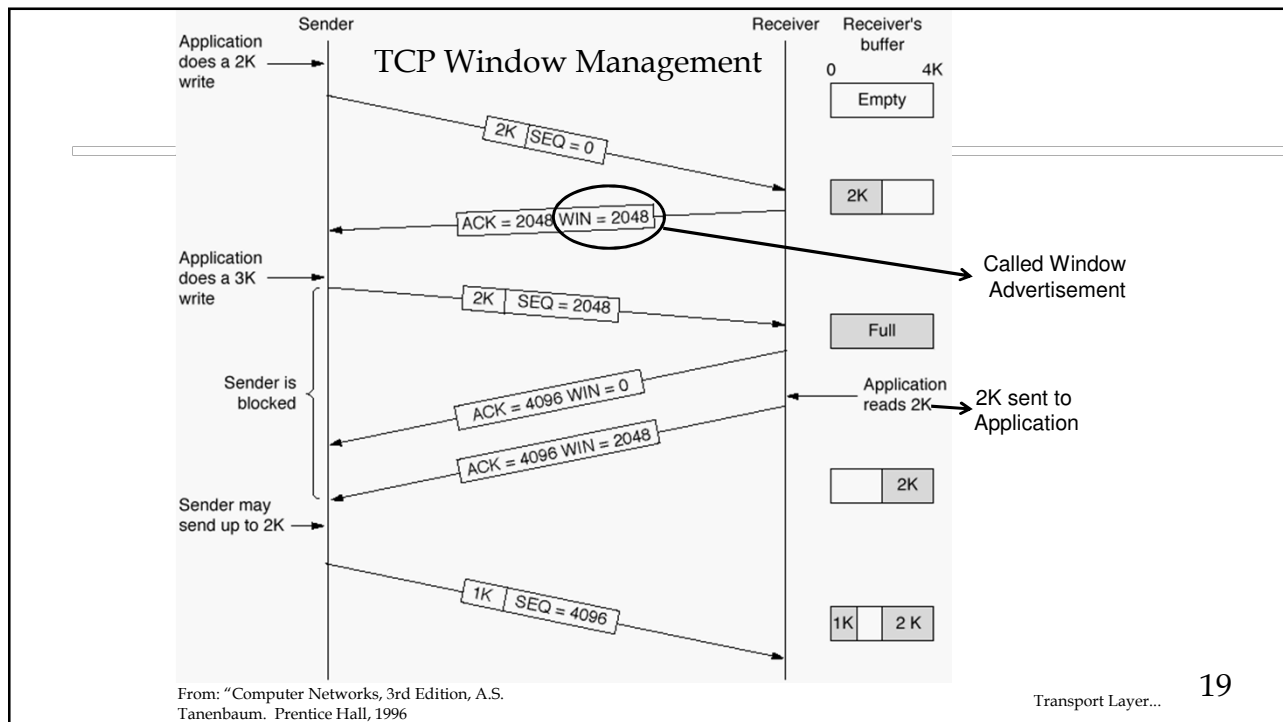 Sender
Receiver
Receiver's
buffer
Application
does a 2K
write
TCP Window Management
0 4K
Empty
2K SEQ = 0
2K
ACK = 2048 WIN = 2048
Application
does a 3K
write
Called Window
Advertisement
2K SEQ = 2048
Full
Sender is
blocked
Application
reads 2K
2K sent to
Application
ACK = 4096 WIN = 0
ACK = 4096 WIN = 2048
2K
Sender may
send up to 2K
1K SEQ = 4096
1K 2 K
From: “Computer Networks, 3rd Edition, A.S.
Tanenbaum. Prentice Hall, 1996
Transport Layer...
19